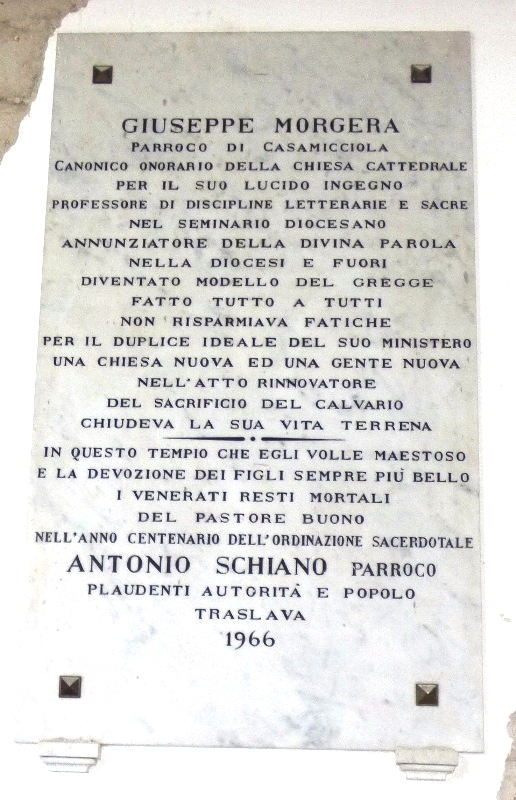 GIUSEPPE MORGERA
PARROCO DI CASAMICCIOLA
CANONICO ONORARIO DELLA CHIESA CATTEDRALE
PER IL SUO LUCIDO INGEGNO
PROFESSORE DI DISCIPLINE LETTERARIE E SACRE
NEL SEMINARIO DIOCESANO
ANNUNZIATORE DELLA DIVINA PAROLA
NELLA DIOCESI E FUORI
DIVENTATO MODELLO DEL GREGGE
FATTO TUTTO A TUTTI
NON RISPARMIAVA FATICHE
PER IL DUPLICE IDEALE DEL SUO MINISTERO
UNA CHIESA NUOVA ED UNA GENTE NUOVA
NELL'ATTO RINNOVATORE
DEL SACRIFICIO DEL CALVARIO
CHIUDEVA LA SUA VITA TERRENA
IN QUESTO TEMPIO CHE EGLI VOLLE MAESTOSO
E LA DEVOZIONE DEI FIGLI SEMPRE PIÙ BELLO
I VENERATI RESTI MORTALI
DEL PASTORE BUONO
NELL'ANNO CENTENARIO DELL'ORDINAZIONE SACERDOTALE
ANTONIO SCHIANO PARROCO
PLAUDENTI AUTORITÀ E POPOLO
TRASLAVA
1966